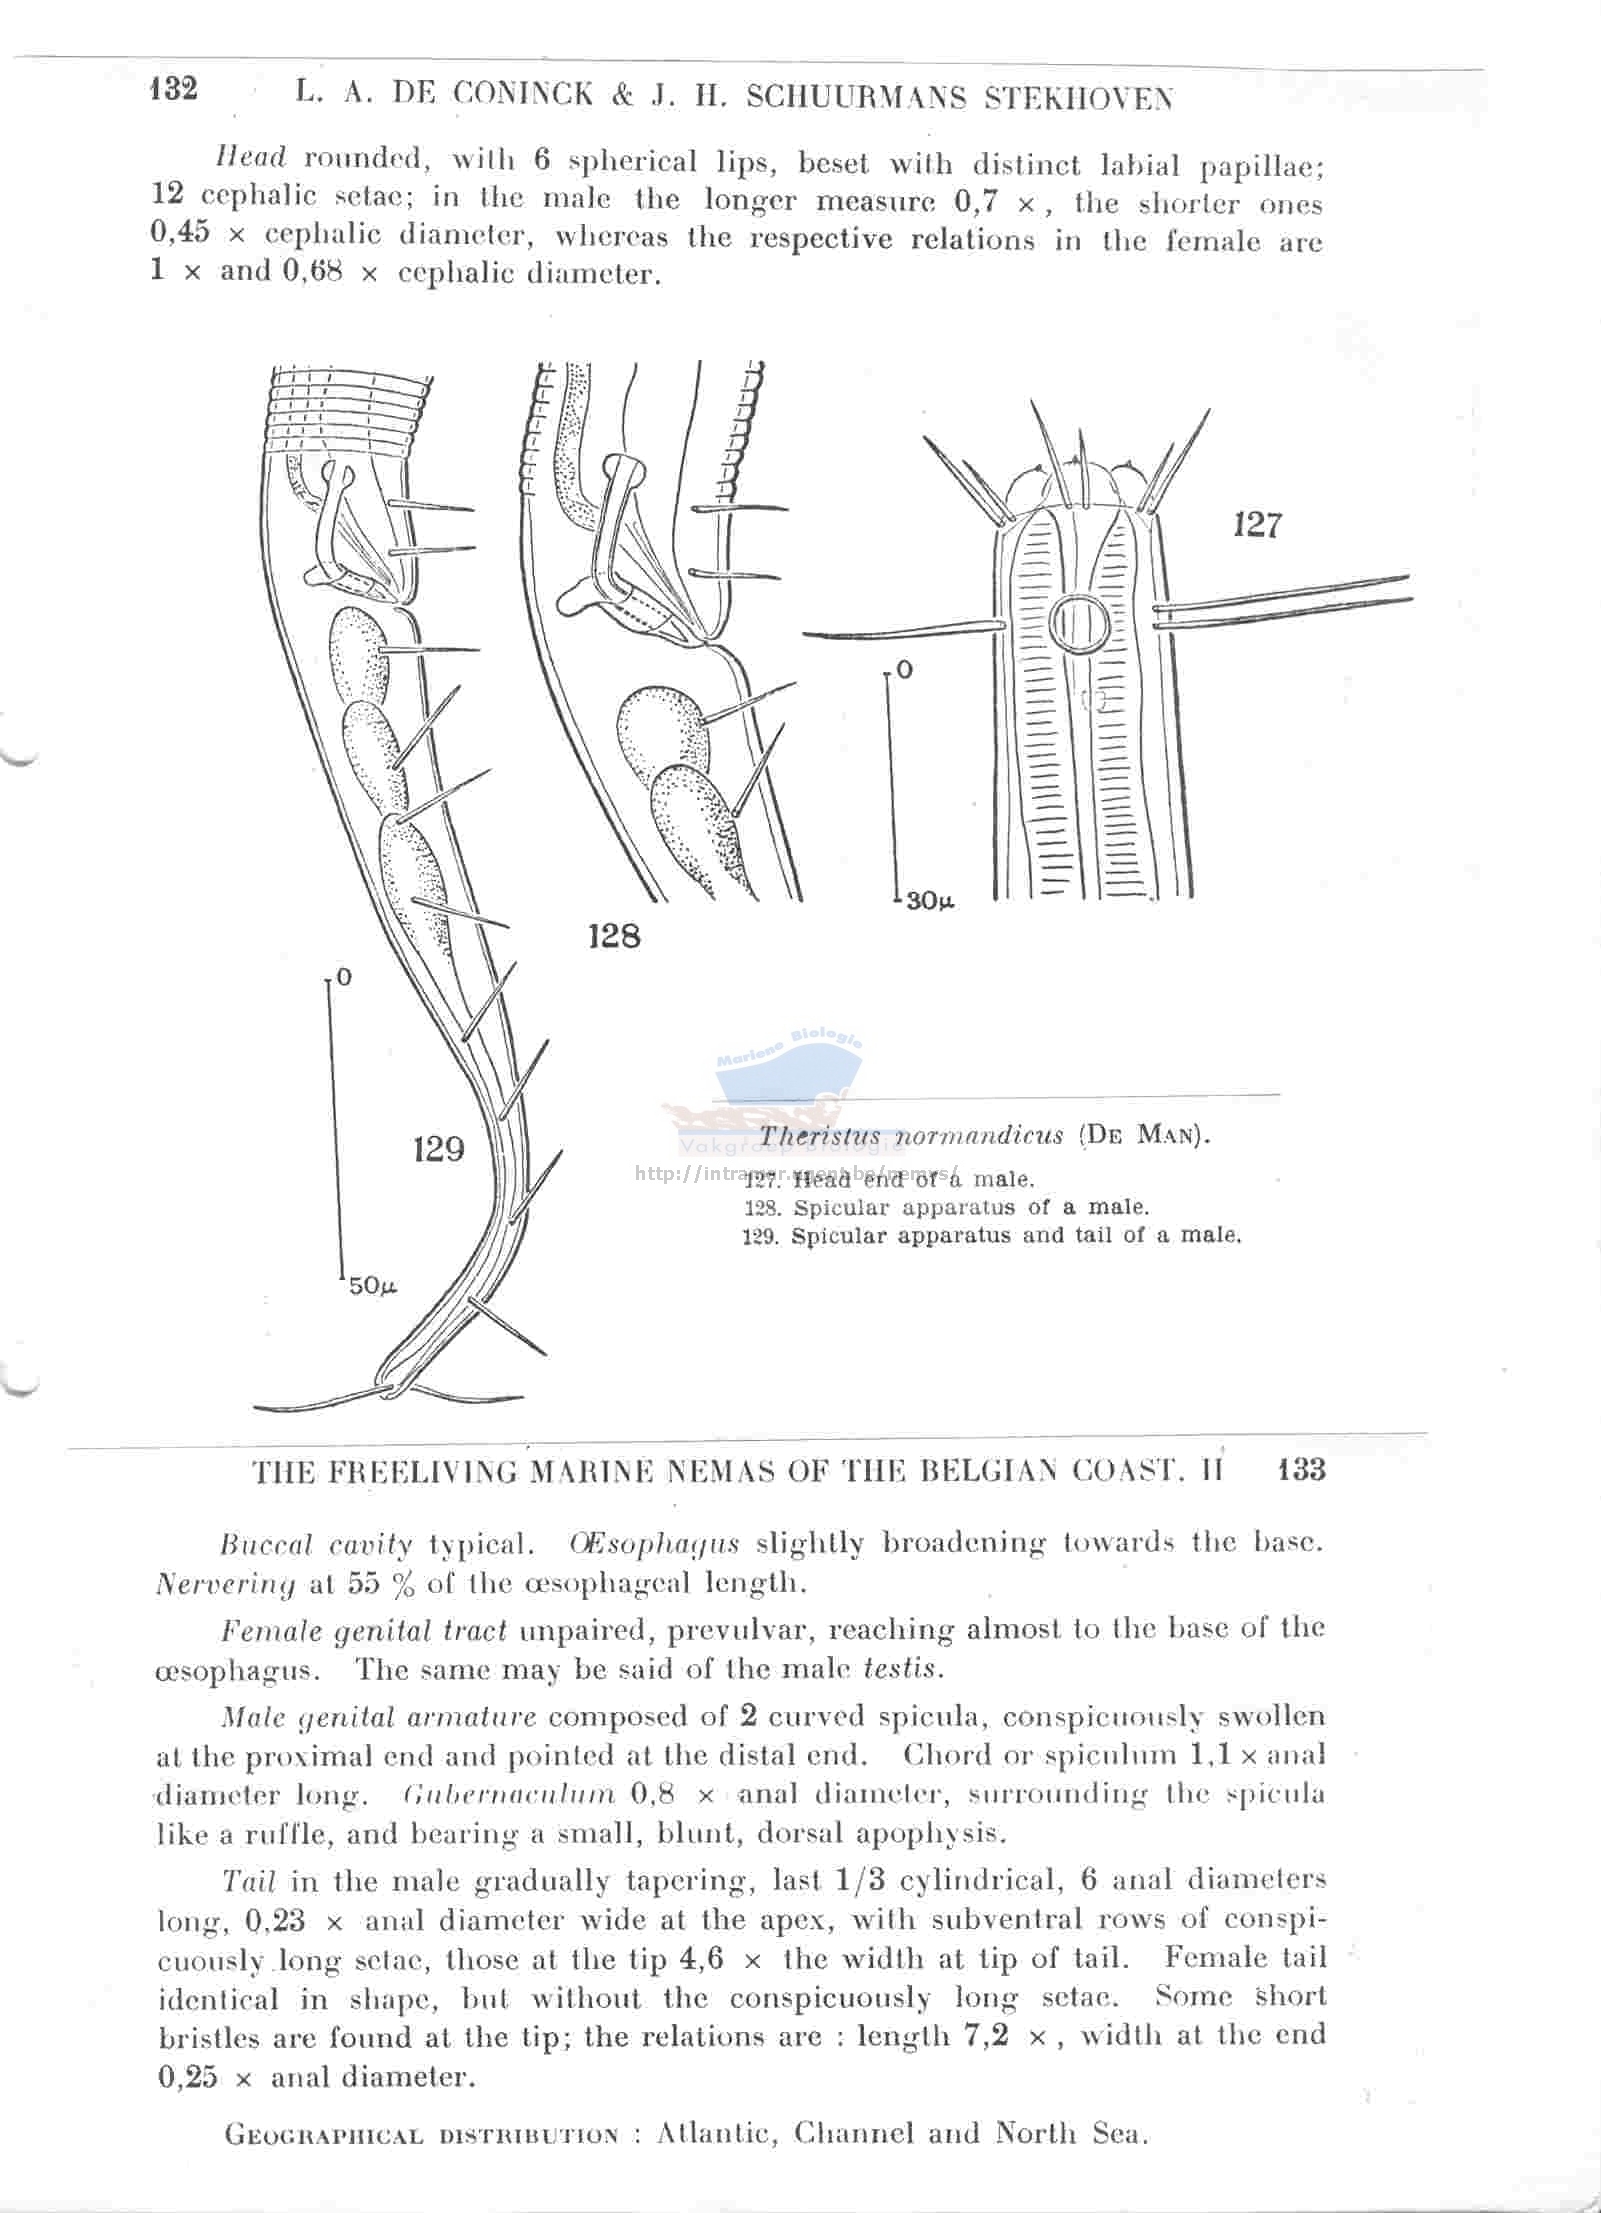 132 L. A. DE CONINCK & J. H. SCHUURMANS STEKHOVEN
Head rounded, with 6 spherical lips, beset with distinct labial papillae;
12 cephalic setae; in the male the longer measure 0,7 ×, the shorter ones
0,45 × cephalic diameter, whereas the respective relations in the female are
1 × and 0,68 × cephalic diameter.
127
0
30µ
128
0
129
50µ
Mariene Biologie
Vakgroep Biologie
http://intramar.ugent.be/nemys/
Theristus normandicus (DE MAN).
127. Head end of a male.
128. Spicular apparatus of a male.
129. Spicular apparatus and tail of a male.
THE FREELIVING MARINE NEMAS OF THE BELGIAN COAST. II 133
Buccal cavity typical. Œsophagus slightly broadening towards the base.
Nervering at 55 % of the œsophageal length.
Female genital tract unpaired, prevulvar, reaching almost to the base of the
œsophagus. The same may be said of the male testis.
Male genital armature composed of 2 curved spicula, conspicuously swollen
at the proximal end and pointed at the distal end. Chord or spiculum 1,1 × anal
diameter long. Gubernaculum 0,8 × anal diameter, surrounding the spicula
like a ruffle, and bearing a small, blunt, dorsal apophysis.
Tail in the male gradually tapering, last 1/3 cylindrical, 6 anal diameters
long, 0,23 × anal diameter wide at the apex, with subventral rows of conspi-
cuously long setae, those at the tip 4,6 × the width at tip of tail. Female tail
identical in shape, but without the conspicuously long setae. Some short
bristles are found at the tip; the relations are : length 7,2 ×, width at the end
0,25 × anal diameter.
GEOGRAPHICAL DISTRIBUTION : Atlantic, Channel and North Sea.